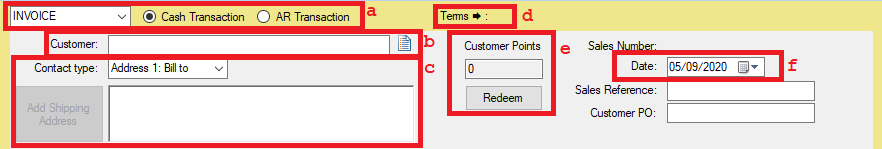 INVOICE Cash Transaction AR Transaction a Terms 🡆 : d
Customer: b Customer Points e Sales Number:
Contact type: Address 1: Bill to c 0 Date: 05/09/2020 f
Add Shipping Address Redeem Sales Reference:
Customer PO: